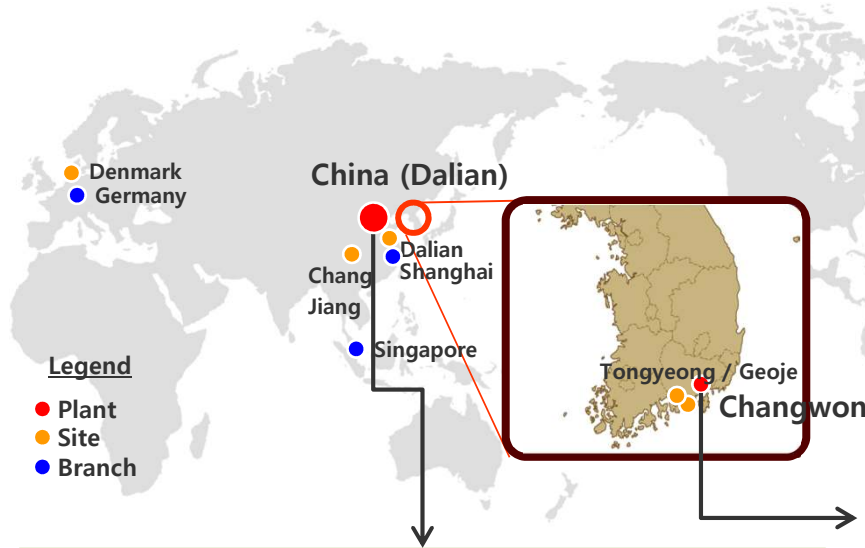 Denmark
Germany
China (Dalian)
Dalian
Shanghai
Chang
Jiang
Singapore
Tongyeong / Geoje
Changwon
Legend
Plant
Site
Branch